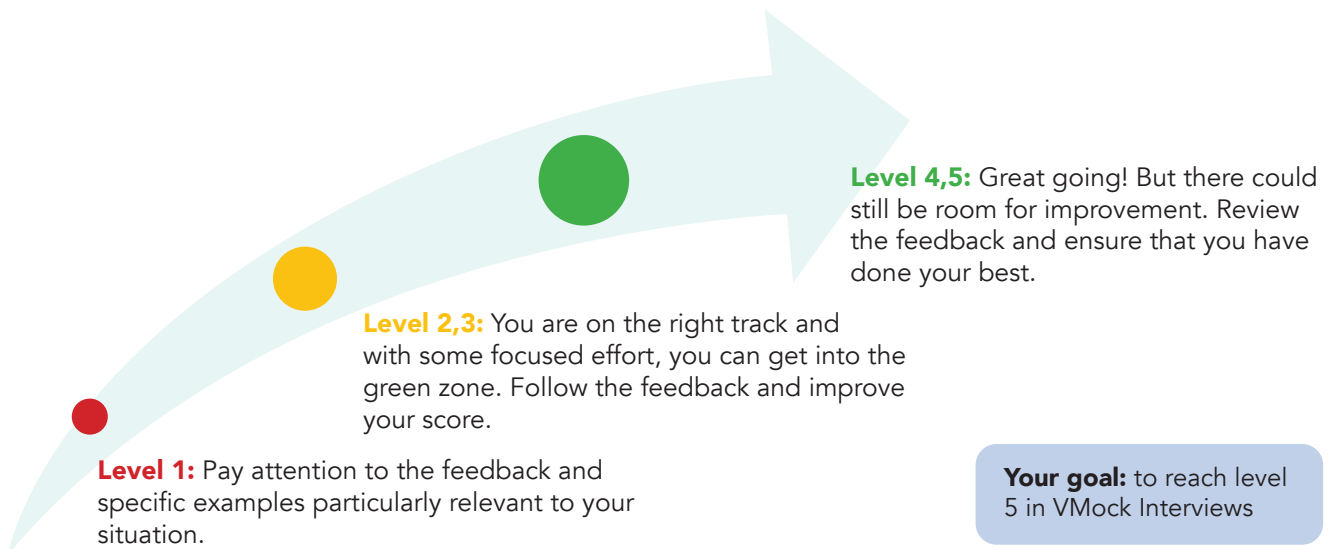 Level 4,5: Great going! But there could
still be room for improvement. Review
the feedback and ensure that you have
done your best.
Level 2,3: You are on the right track and
with some focused effort, you can get into the
green zone. Follow the feedback and improve
your score.
Level 1: Pay attention to the feedback and
specific examples particularly relevant to your
situation.
Your goal: to reach level
5 in VMock Interviews